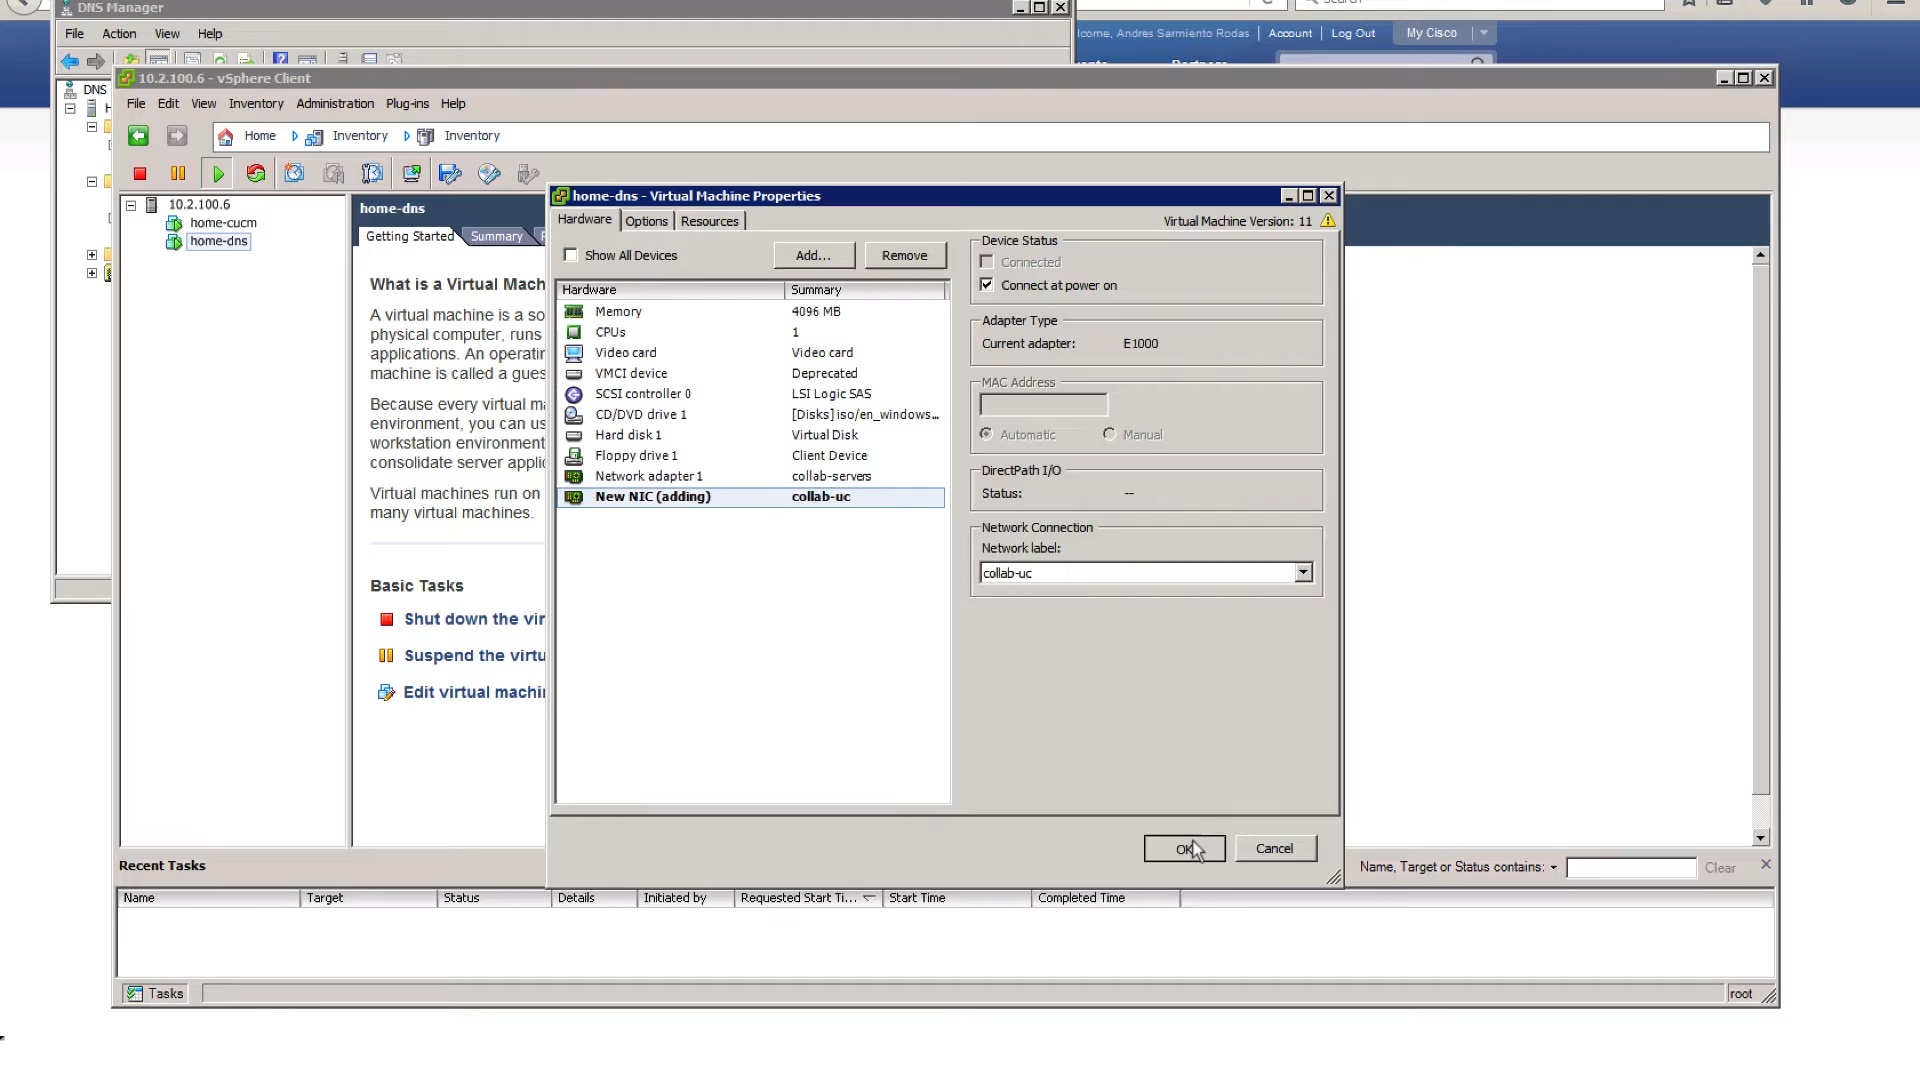 DNS Manager
File Action View Help
Search
come, Andres Sarmiento Rodas | Account | Log Out My Cisco
DNS
10.2.100.6 - vSphere Client
File Edit View Inventory Administration Plug-ins Help
Home Inventory Inventory
10.2.100.6
home-cucm
home-dns
home-dns
Getting Started Summary
What is a Virtual Mach
A virtual machine is a so
physical computer, runs
applications. An operatin
machine is called a gues
Because every virtual ma
environment, you can us
workstation environment
consolidate server applic
Virtual machines run on
many virtual machines.
Basic Tasks
Shut down the vir
Suspend the virtu
Edit virtual machin
home-dns - Virtual Machine Properties
Hardware Options Resources
Virtual Machine Version: 11
Show All Devices Add... Remove
Hardware Summary
Memory 4096 MB
CPUs 1
Video card Video card
VMCI device Deprecated
SCSI controller 0 LSI Logic SAS
CD/DVD drive 1 [Disks] iso/en_windows...
Hard disk 1 Virtual Disk
Floppy drive 1 Client Device
Network adapter 1 collab-servers
New NIC (adding) collab-uc
Device Status
Connected
Connect at power on
Adapter Type
Current adapter: E1000
MAC Address
Automatic Manual
DirectPath I/O
Status: --
Network Connection
Network label:
collab-uc
OK Cancel
Recent Tasks
Name, Target or Status contains: Clear
Name Target Status Details Initiated by Requested Start Ti... Start Time Completed Time
Tasks
root